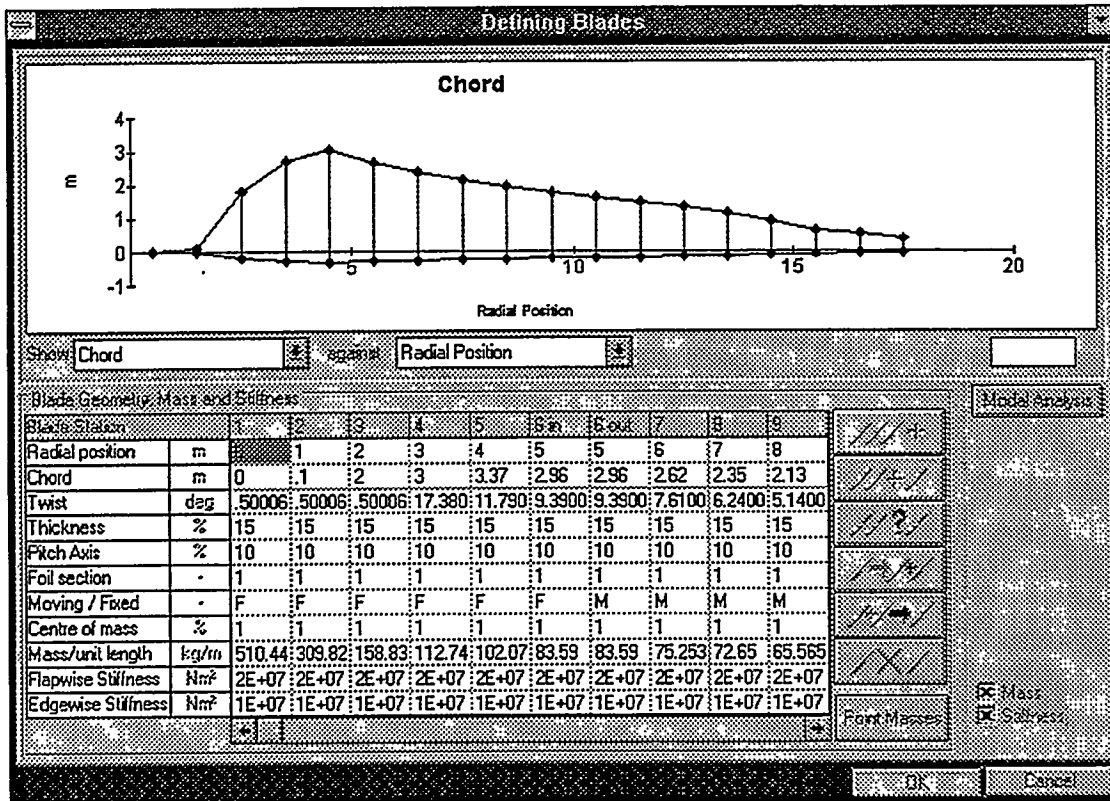 Defining Blades
Chord
4
3
m
2
1
0
-1
5
10
15
20
Radial Position
Show Chord against Radial Position
Blade Geometry, Mass and Stiffness
Modal Analysis
Blade Station 1 2 3 4 5 6 in 6 out 7 8 9
Radial position m 1 2 3 4 5 5 6 7 8
Chord m 0 .1 2 3 3.37 2.96 2.96 2.62 2.35 2.13
Twist deg .50006 .50006 .50006 17.380 11.790 9.3900 9.3900 7.6100 6.2400 5.1400
Thickness % 15 15 15 15 15 15 15 15 15 15
Pitch Axis % 10 10 10 10 10 10 10 10 10 10
Foil section - 1 1 1 1 1 1 1 1 1 1
Moving / Fixed - F F F F F F M M M M
Centre of mass % 1 1 1 1 1 1 1 1 1 1
Mass/unit length kg/m 510.44 309.82 158.83 112.74 102.07 83.59 83.59 75.253 72.65 65.565
Flapwise Stiffness Nm² 2E+07 2E+07 2E+07 2E+07 2E+07 2E+07 2E+07 2E+07 2E+07 2E+07
Edgewise Stiffness Nm² 1E+07 1E+07 1E+07 1E+07 1E+07 1E+07 1E+07 1E+07 1E+07 1E+07
Point Masses
Mass
Stiffness
OK Cancel